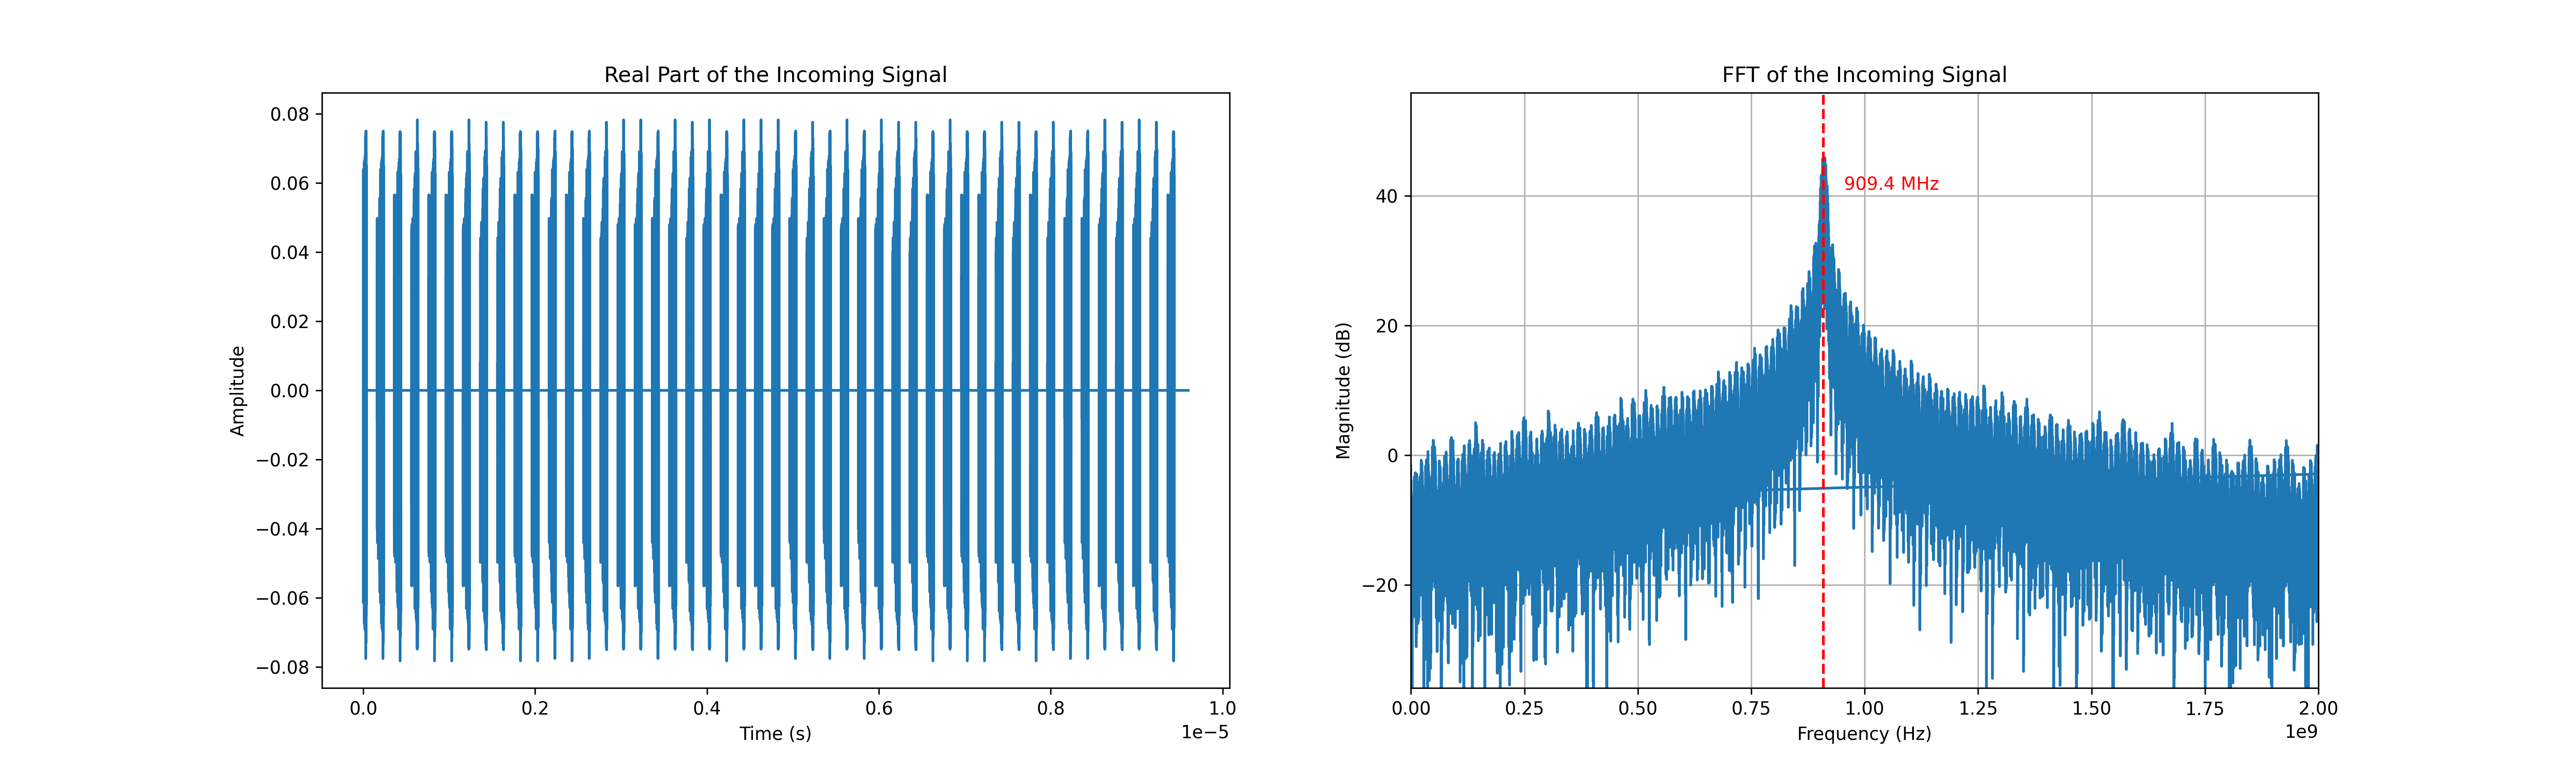 Real Part of the Incoming Signal
Amplitude
0.08
0.06
0.04
0.02
0.00
−0.02
−0.04
−0.06
−0.08
0.0 0.2 0.4 0.6 0.8 1.0
1e−5
Time (s)
FFT of the Incoming Signal
Magnitude (dB)
40
20
0
−20
909.4 MHz
0.00 0.25 0.50 0.75 1.00 1.25 1.50 1.75 2.00
1e9
Frequency (Hz)